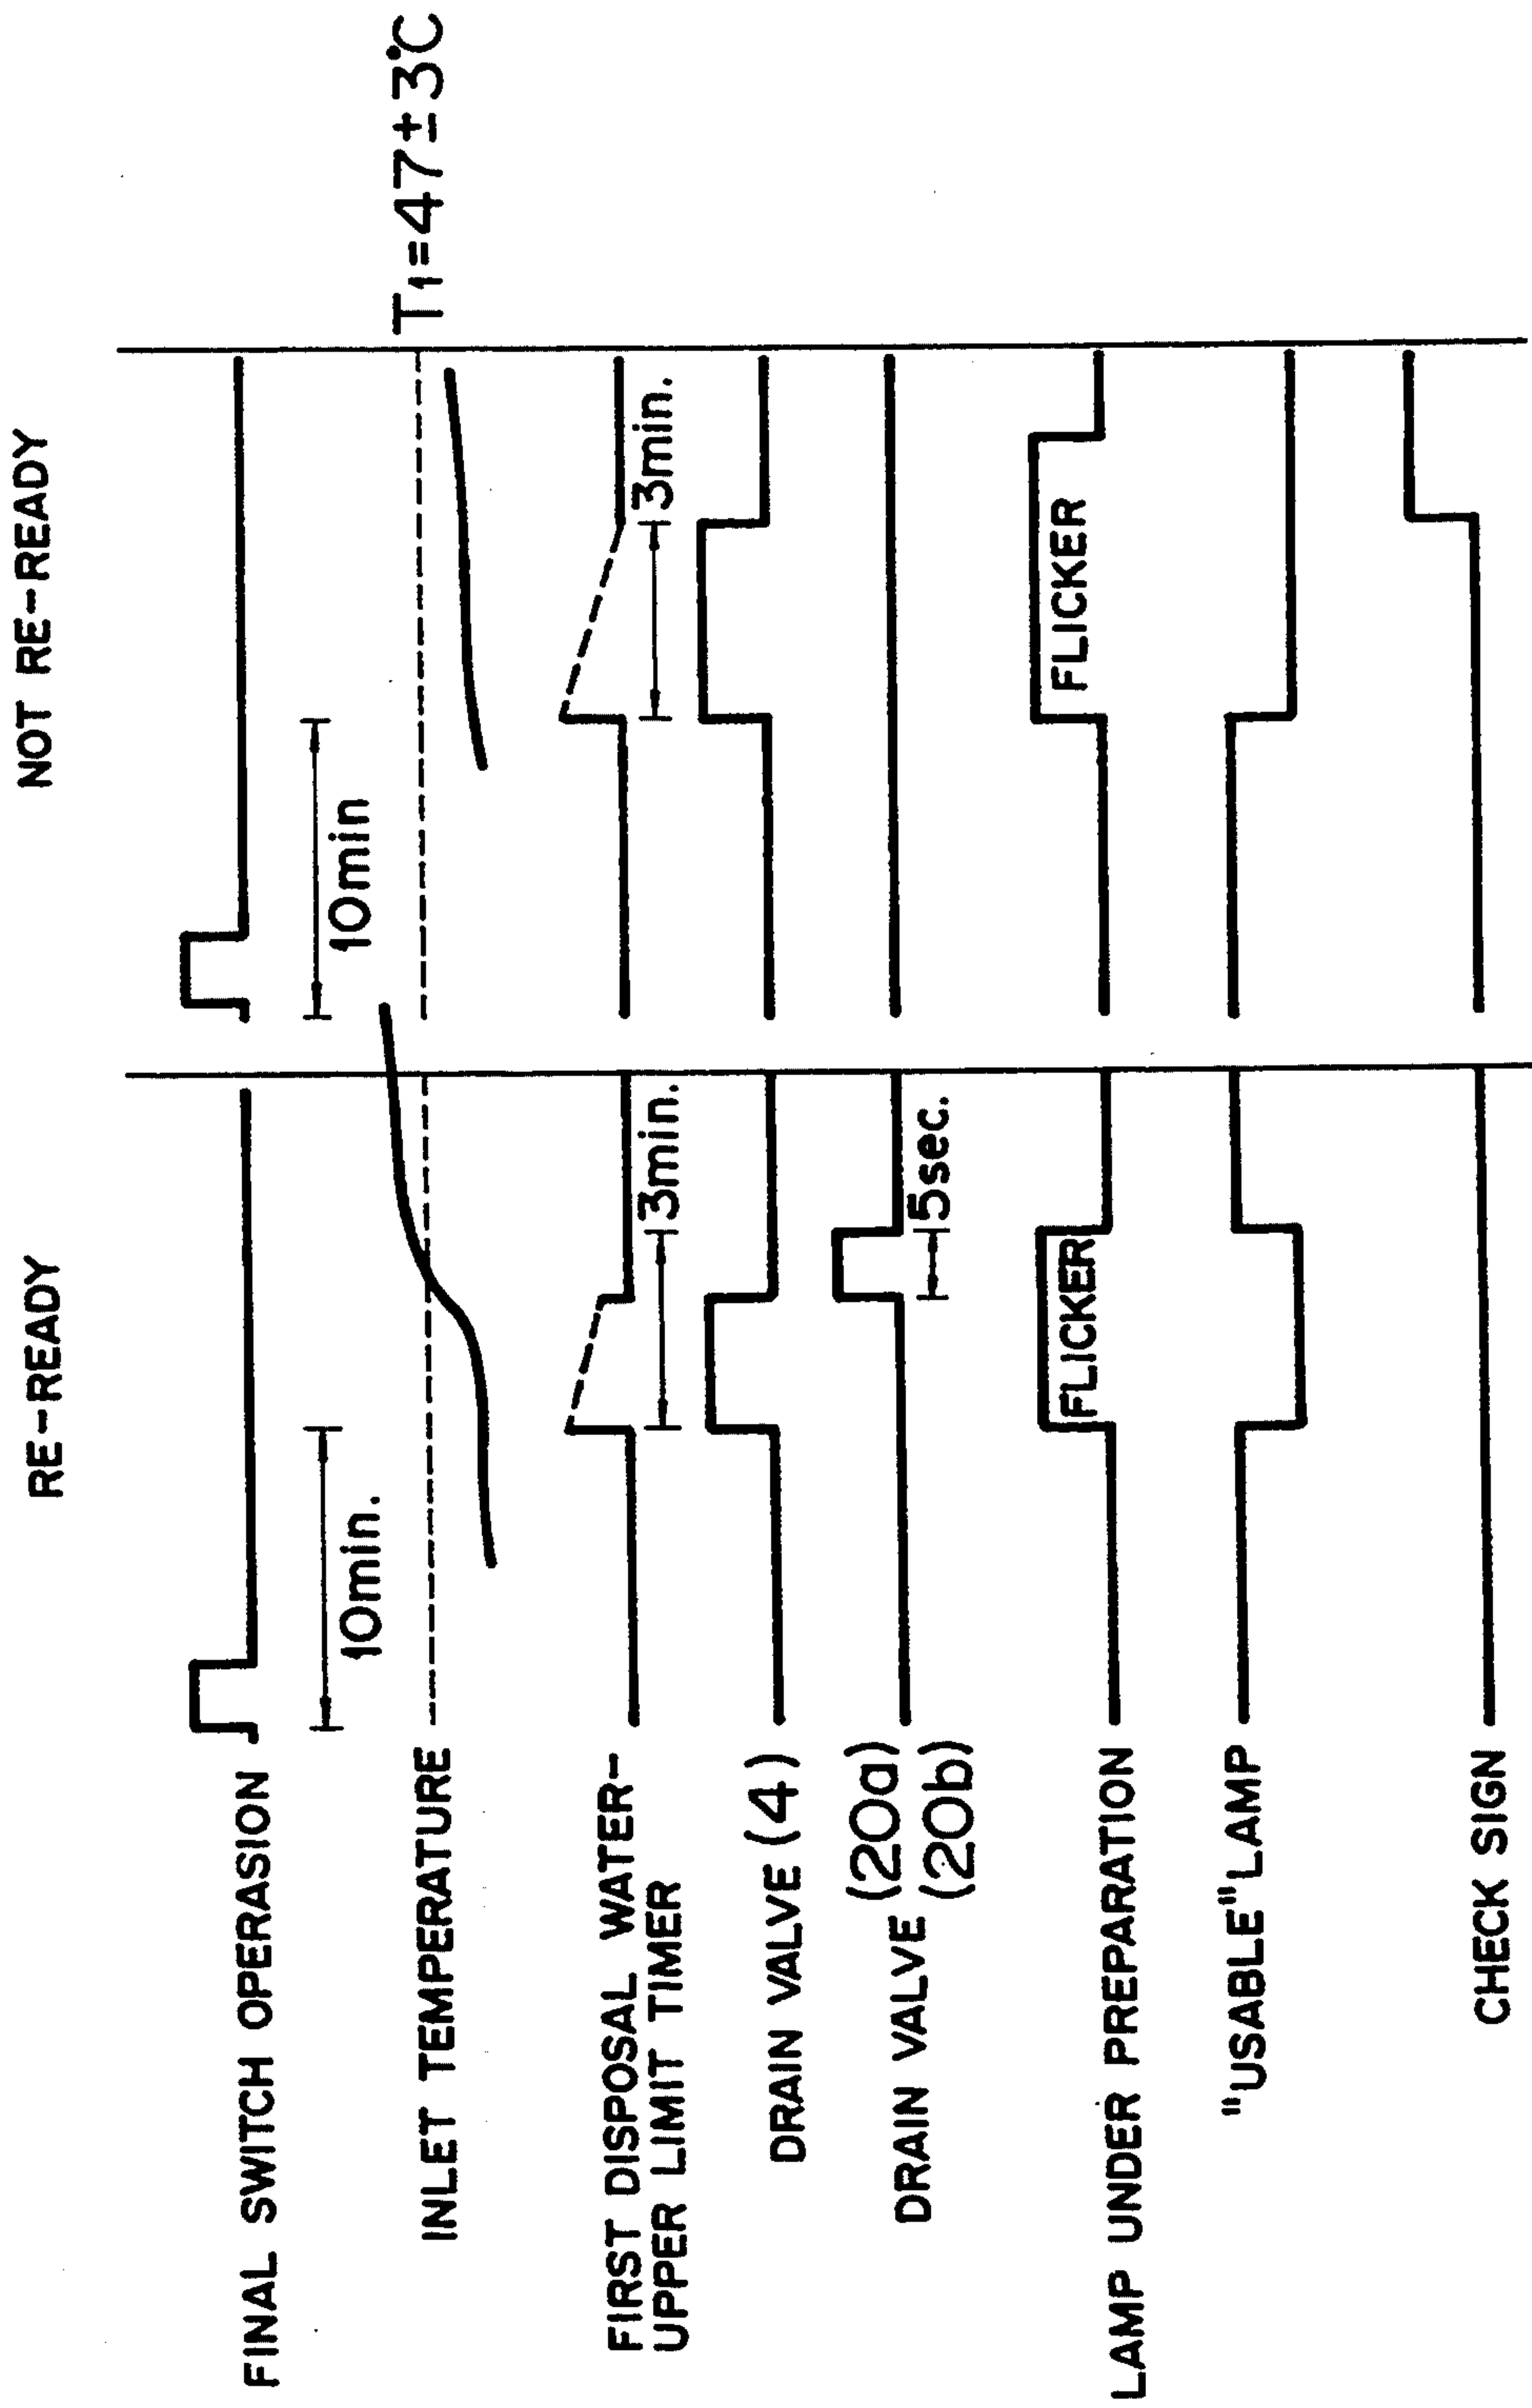 RE-READY
NOT RE-READY
FINAL SWITCH OPERASION
10min.
10min
INLET TEMPERATURE
T1=47±3°C
FIRST DISPOSAL WATER-
UPPER LIMIT TIMER
3min.
3min.
DRAIN VALVE (4)
DRAIN VALVE (20a)
(20b)
5sec.
LAMP UNDER PREPARATION
FLICKER
FLICKER
"USABLE" LAMP
CHECK SIGN